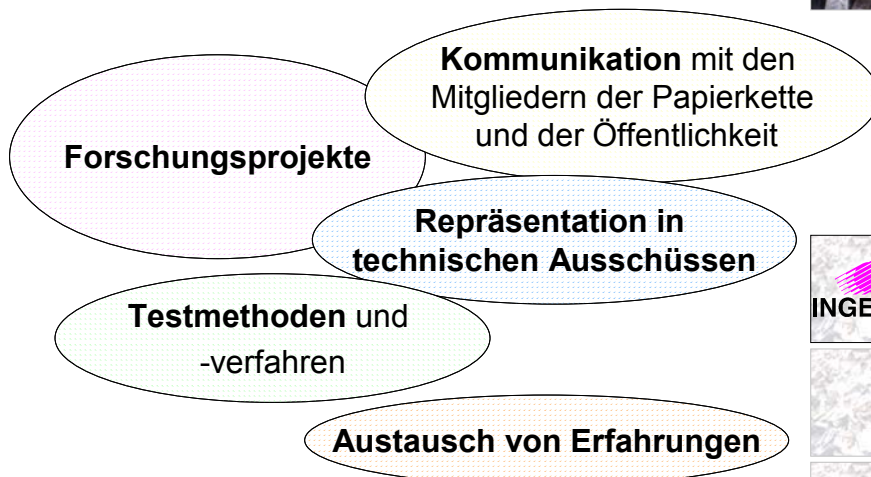 Kommunikation mit den
Mitgliedern der Papierkette
und der Öffentlichkeit
Forschungsprojekte
Repräsentation in
technischen Ausschüssen
Testmethoden und
-verfahren
Austausch von Erfahrungen